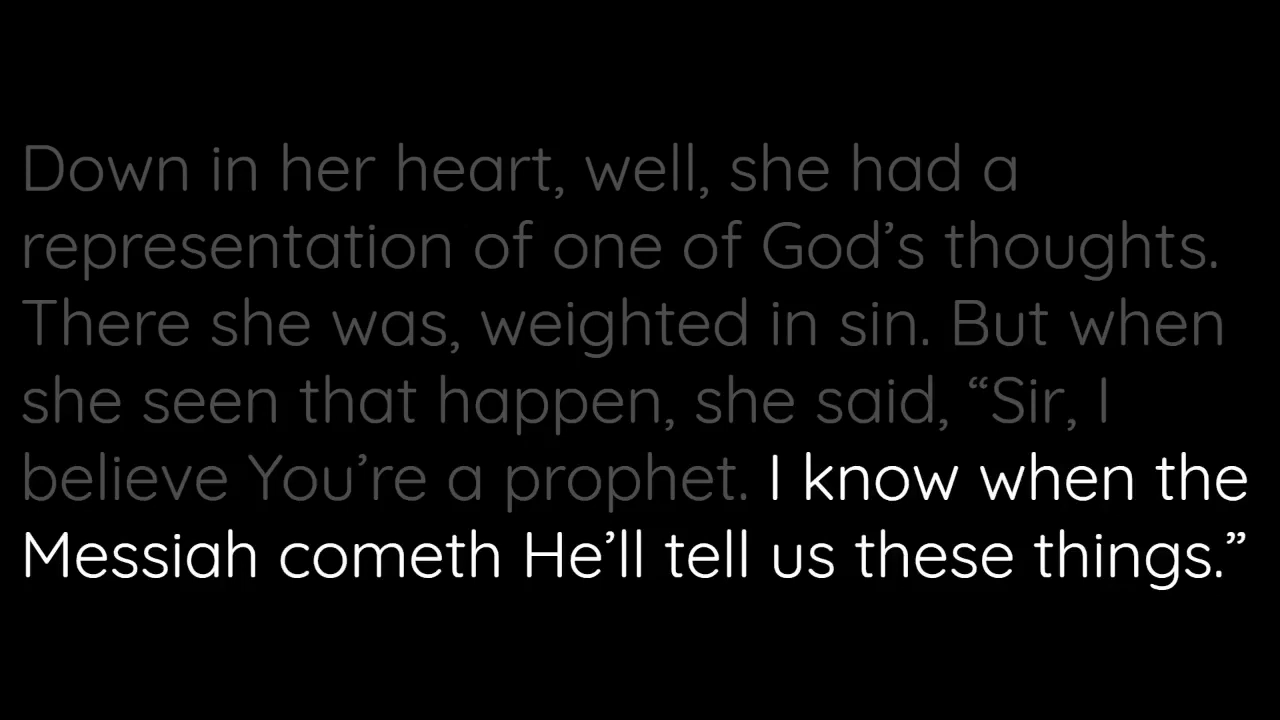 Down in her heart, well, she had a
representation of one of God’s thoughts.
There she was, weighted in sin. But when
she seen that happen, she said, “Sir, I
believe You’re a prophet. I know when the
Messiah cometh He’ll tell us these things.”